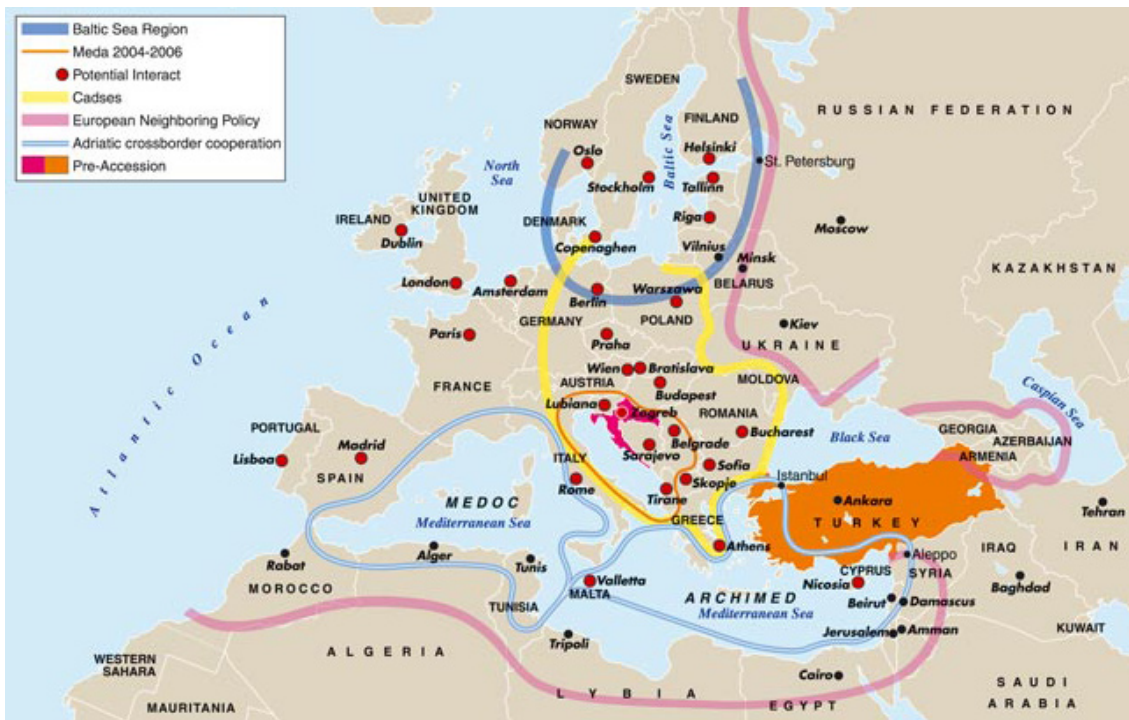 Baltic Sea Region
Meda 2004-2006
Potential Interact
Cadses
European Neighboring Policy
Adriatic crossborder cooperation
Pre-Accession
SWEDEN
RUSSIAN FEDERATION
NORWAY
FINLAND
Oslo
Helsinki
Baltic Sea
St. Petersburg
North
Sea
Stockholm
Tallinn
UNITED
KINGDOM
IRELAND
Dublin
DENMARK
Riga
Moscow
Copenaghen
Vilnius
Minsk
BELARUS
KAZAKHSTAN
London
Amsterdam
Berlin
Warszawa
GERMANY
POLAND
Kiev
UKRAINE
Paris
Praha
Atlantic Ocean
FRANCE
Wien
Bratislava
AUSTRIA
Budapest
MOLDOVA
Caspian Sea
Lubiana
Zagreb
ROMANIA
PORTUGAL
Madrid
Lisboa
SPAIN
ITALY
Rome
Belgrade
Sarajevo
Bucharest
Black Sea
GEORGIA
AZERBAIJAN
ARMENIA
Sofia
Skopje
Tirane
Istanbul
MEDOC
Mediterranean Sea
GREECE
Athens
Ankara
TURKEY
Tehran
Rabat
Alger
Tunis
MOROCCO
TUNISIA
Valletta
MALTA
ARCHIMED
Mediterranean Sea
CYPRUS
Nicosia
Aleppo
SYRIA
IRAQ
IRAN
Baghdad
Beirut
Damascus
Jerusalem
Amman
KUWAIT
Tripoli
WESTERN
SAHARA
ALGERIA
LYBIA
Cairo
EGYPT
SAUDI
ARABIA
MAURITANIA